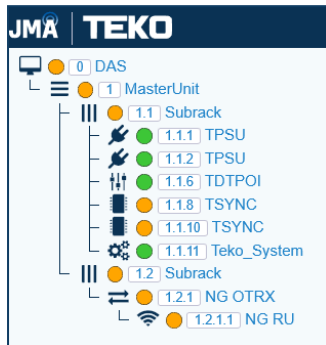 JMA TEKO
0 DAS
1 MasterUnit
1.1 Subrack
1.1.1 TPSU
1.1.2 TPSU
1.1.6 TDTPOI
1.1.8 TSYNC
1.1.10 TSYNC
1.1.11 Teko_System
1.2 Subrack
1.2.1 NG OTRX
1.2.1.1 NG RU